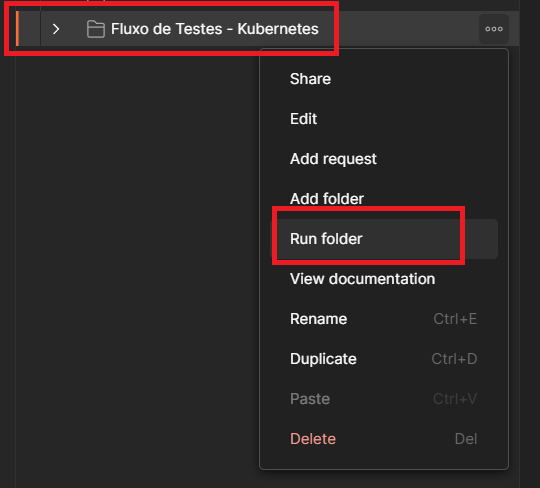 Fluxo de Testes - Kubernetes
Share
Edit
Add request
Add folder
Run folder
View documentation
Rename Ctrl+E
Duplicate Ctrl+D
Paste Ctrl+V
Delete Del